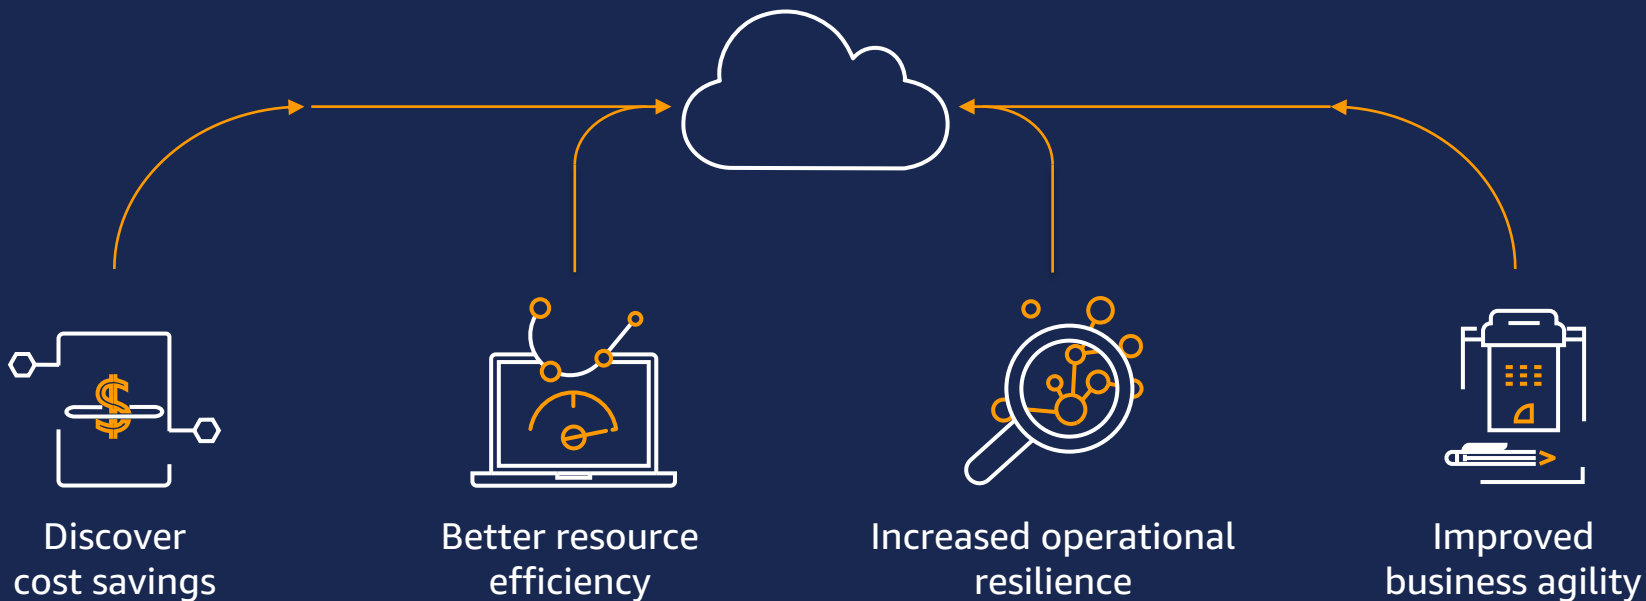 Discover
cost savings
Better resource
efficiency
Increased operational
resilience
Improved
business agility